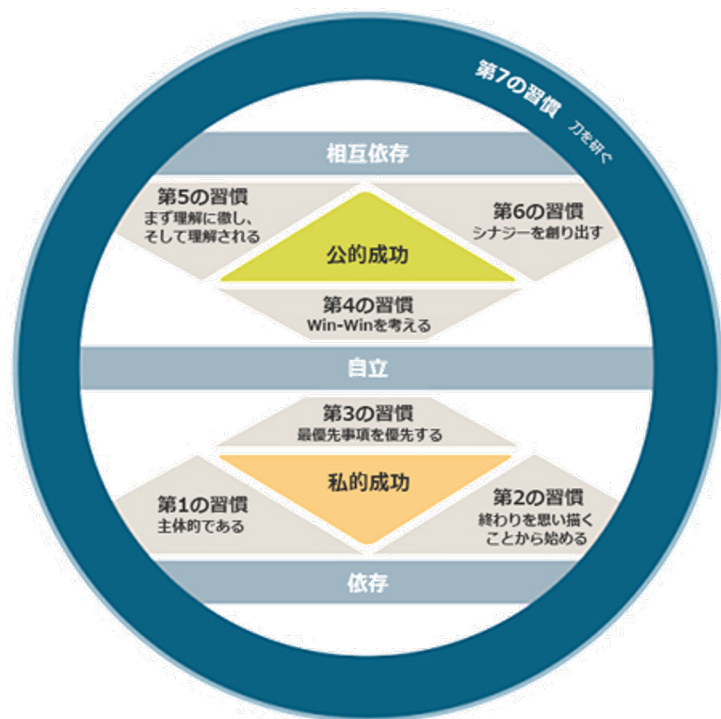 第7の習慣 刀を研ぐ
相互依存
第5の習慣
まず理解に徹し、
そして理解される
第6の習慣
シナジーを創り出す
公的成功
第4の習慣
Win-Winを考える
自立
第3の習慣
最優先事項を優先する
私的成功
第1の習慣
主体的である
第2の習慣
終わりを思い描く
ことから始める
依存